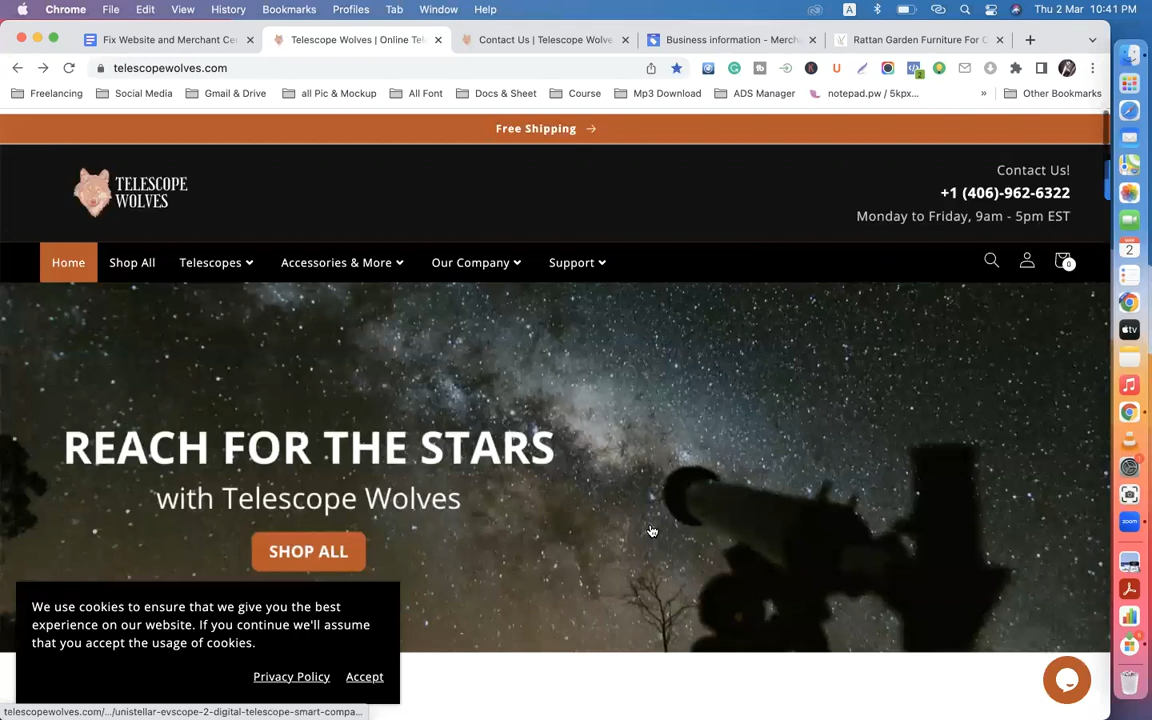 Chrome File Edit View History Bookmarks Profiles Tab Window Help A Thu 2 Mar 10:41 PM
Fix Website and Merchant Ce Telescope Wolves | Online Tel Contact Us | Telescope Wolve Business information - Merch Rattan Garden Furniture For C
telescopewolves.com
Freelancing Social Media Gmail & Drive all Pic & Mockup All Font Docs & Sheet Course Mp3 Download ADS Manager notepad.pw / 5kpx... » Other Bookmarks
Free Shipping →
TELESCOPE
WOLVES
Contact Us!
+1 (406)-962-6322
Monday to Friday, 9am - 5pm EST
Home Shop All Telescopes Accessories & More Our Company Support 0
REACH FOR THE STARS
with Telescope Wolves
SHOP ALL
We use cookies to ensure that we give you the best
experience on our website. If you continue we'll assume
that you accept the usage of cookies.
Privacy Policy Accept
telescopewolves.com/.../unistellar-evscope-2-digital-telescope-smart-compa...